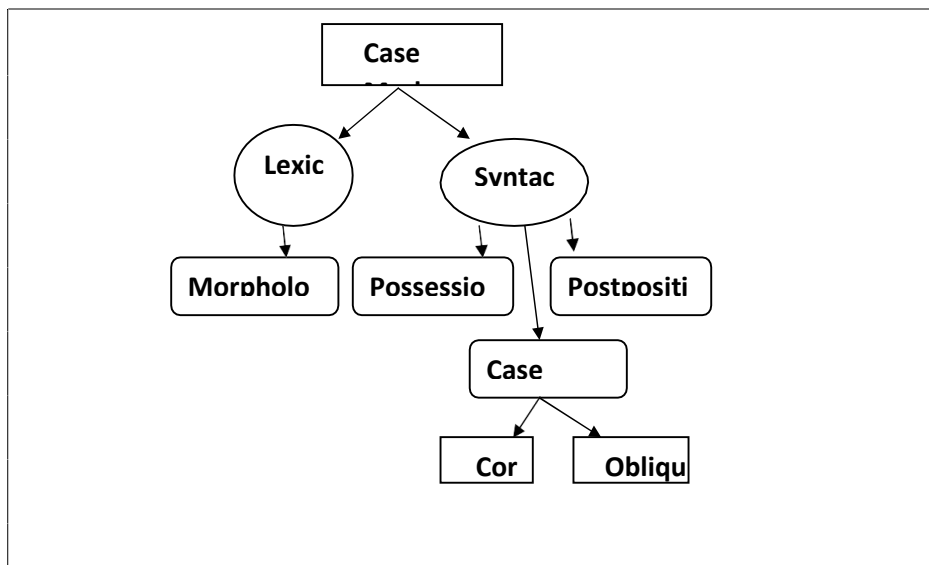 Case
Lexic
Syntac
Morpholo
Possessio
Postpositi
Case
Cor
Obliqu